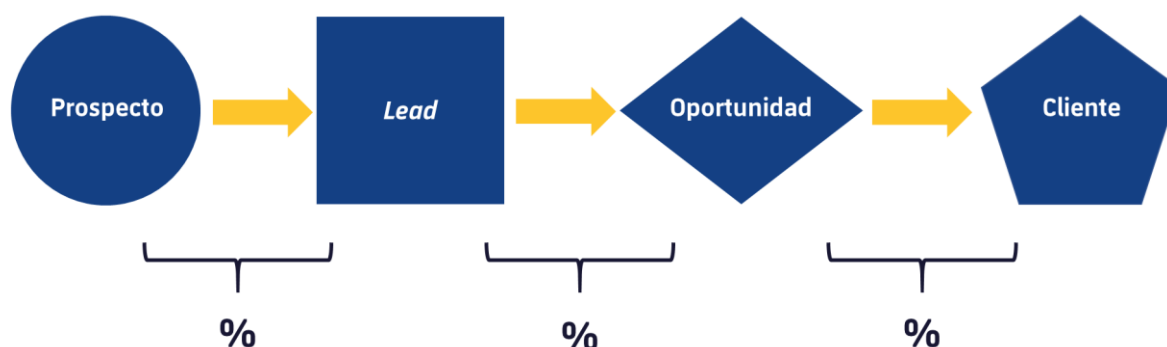 Prospecto
Lead
Oportunidad
Cliente
%
%
%